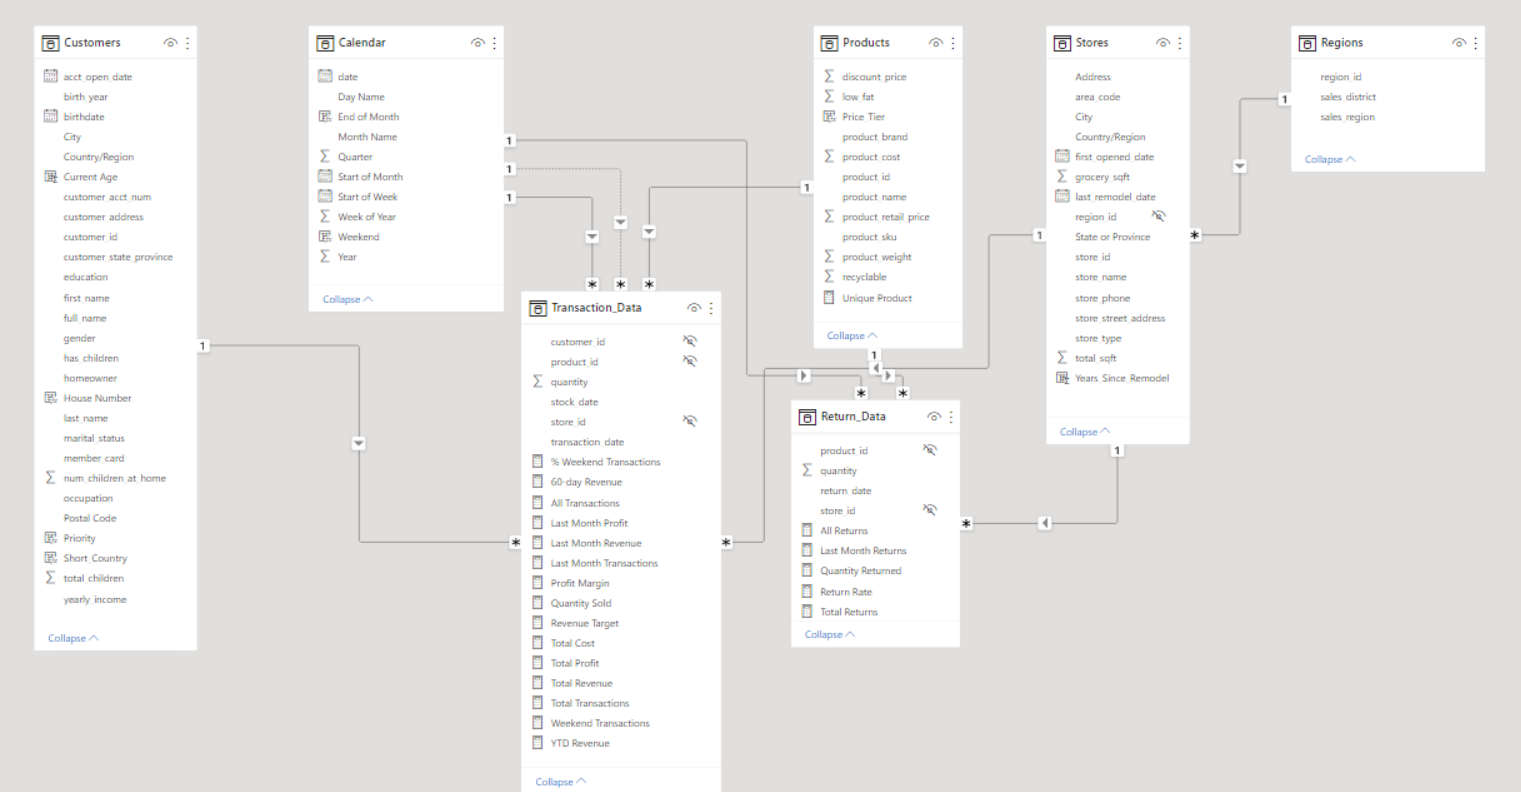 Customers
acct_open_date
birth_year
birthdate
City
Country/Region
Current Age
customer_acct_num
customer_address
customer_id
customer_state_province
education
first_name
full_name
gender
has_children
homeowner
House Number
last_name
marital_status
member_card
num_children_at_home
occupation
Postal Code
Priority
Short_Country
total_children
yearly_income
Collapse
1
Calendar
date
Day Name
End of Month
Month Name
Quarter
Start of Month
Start of Week
Week of Year
Weekend
Year
Collapse
1
1
1
*
*
*
Transaction_Data
customer_id
product_id
quantity
stock_date
store_id
transaction_date
% Weekend Transactions
60-day Revenue
All Transactions
Last Month Profit
Last Month Revenue
Last Month Transactions
Profit Margin
Quantity Sold
Revenue Target
Total Cost
Total Profit
Total Revenue
Total Transactions
Weekend Transactions
YTD Revenue
Collapse
*
*
Products
discount_price
low_fat
Price Tier
product_brand
product_cost
product_id
product_name
product_retail_price
product_sku
product_weight
recyclable
Unique Product
Collapse
1
1
*
*
Return_Data
product_id
quantity
return_date
store_id
All Returns
Last Month Returns
Quantity Returned
Return Rate
Total Returns
Collapse
*
Stores
Address
area_code
City
Country/Region
first_opened_date
grocery_sqft
last_remodel_date
region_id
State or Province
store_id
store_name
store_phone
store_street_address
store_type
total_sqft
Years_Since_Remodel
Collapse
1
1
*
Regions
region_id
sales_district
sales_region
Collapse
1